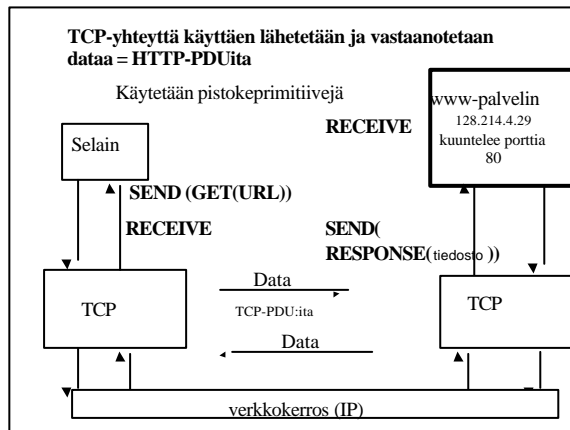 TCP-yhteyttä käyttäen lähetetään ja vastaanotetaan
dataa = HTTP-PDUita
Käytetään pistokeprimitiivejä
www-palvelin
128.214.4.29
kuuntelee porttia
80
RECEIVE
Selain
SEND (GET(URL))
RECEIVE
SEND(
RESPONSE(tiedosto ))
TCP
Data
TCP-PDU:ita
Data
TCP
verkkokerros (IP)